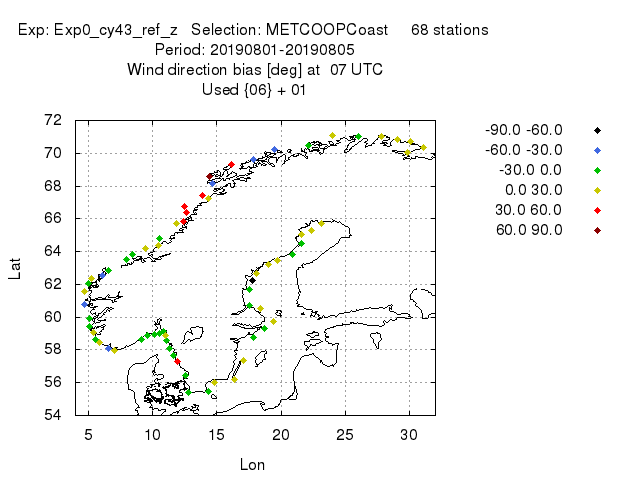 Exp: Exp0_cy43_ref_z Selection: METCOOPCoast 68 stations
Period: 20190801-20190805
Wind direction bias [deg] at 07 UTC
Used {06} + 01
72
70
68
66
64
62
60
58
56
54
Lat
5 10 15 20 25 30
Lon
-90.0 -60.0
-60.0 -30.0
-30.0 0.0
0.0 30.0
30.0 60.0
60.0 90.0